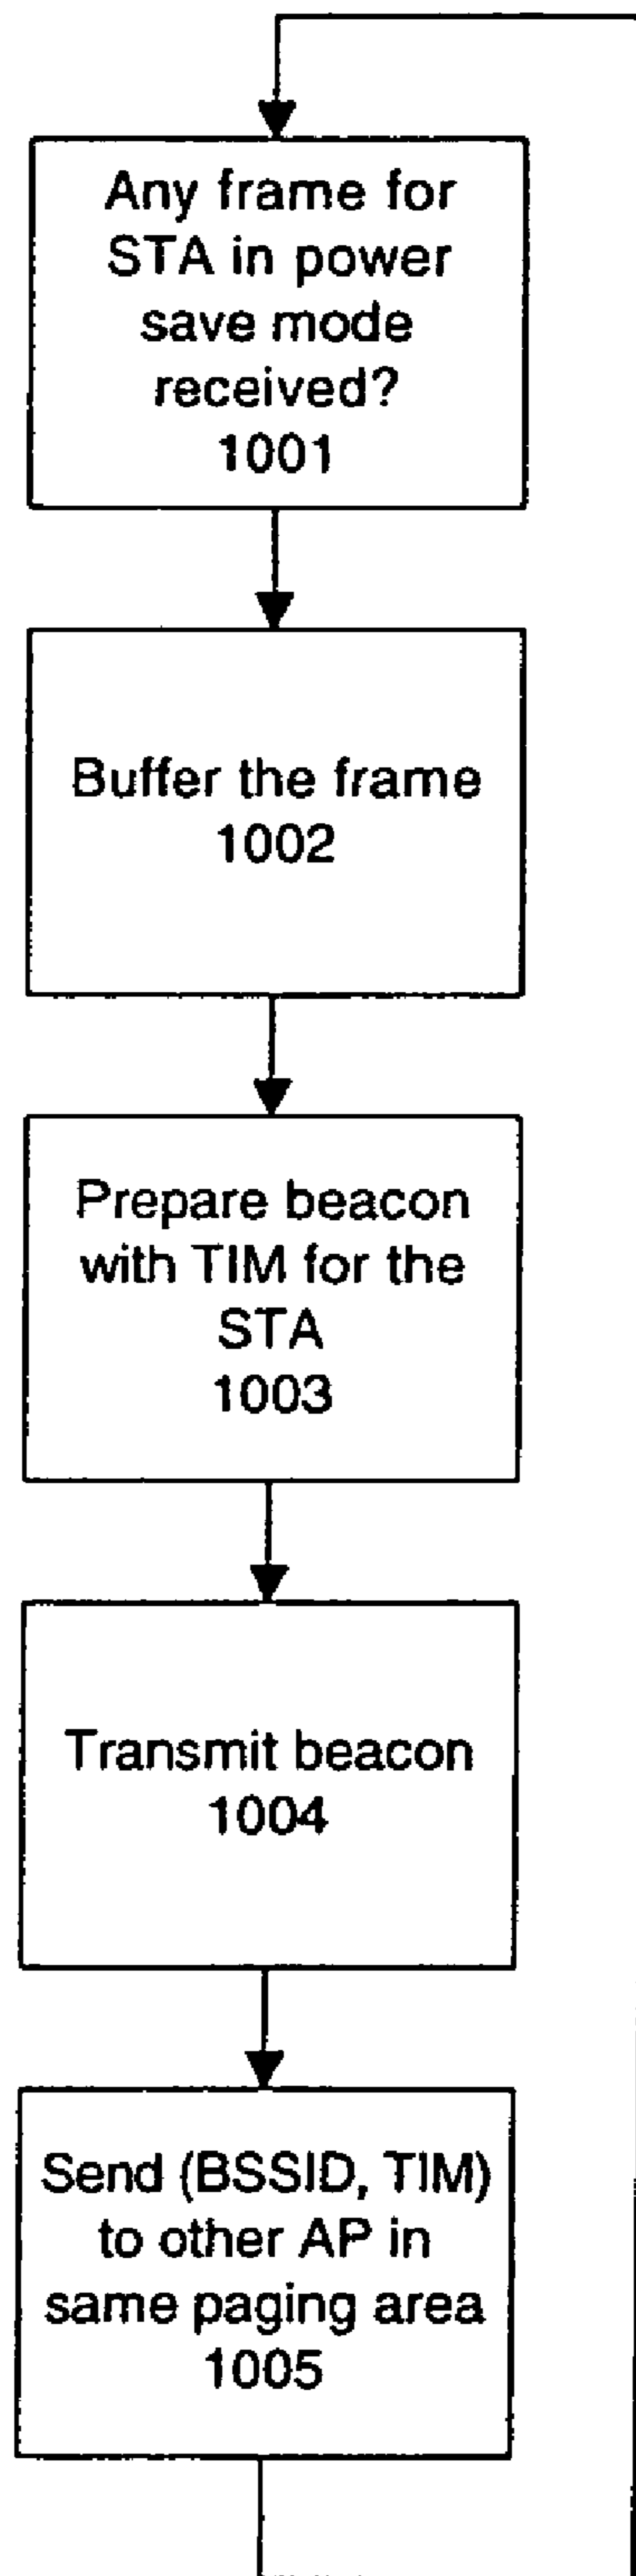 Any frame for
STA in power
save mode
received?
1001
Buffer the frame
1002
Prepare beacon
with TIM for the
STA
1003
Transmit beacon
1004
Send (BSSID, TIM)
to other AP in
same paging area
1005